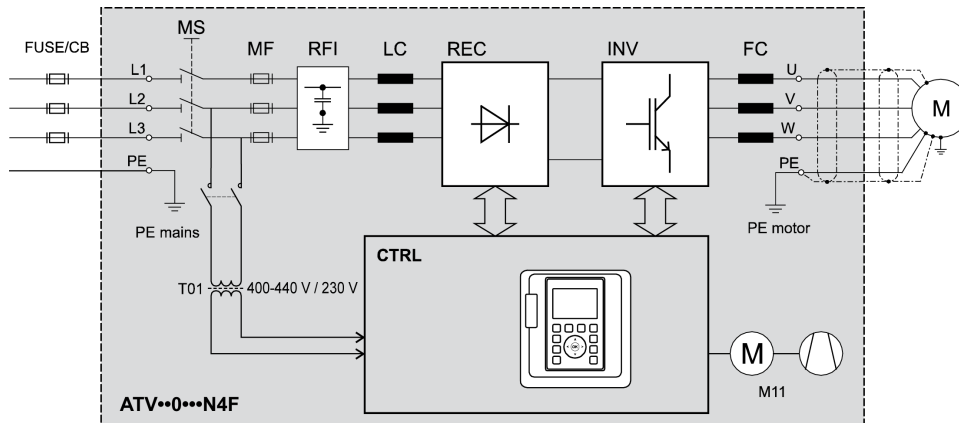 MS
FUSE/CB
MF
RFI
LC
REC
INV
FC
L1
L2
L3
PE
U
V
W
PE
M
PE mains
PE motor
CTRL
T01
400-440 V / 230 V
OK
M
M11
ATV••0•••N4F